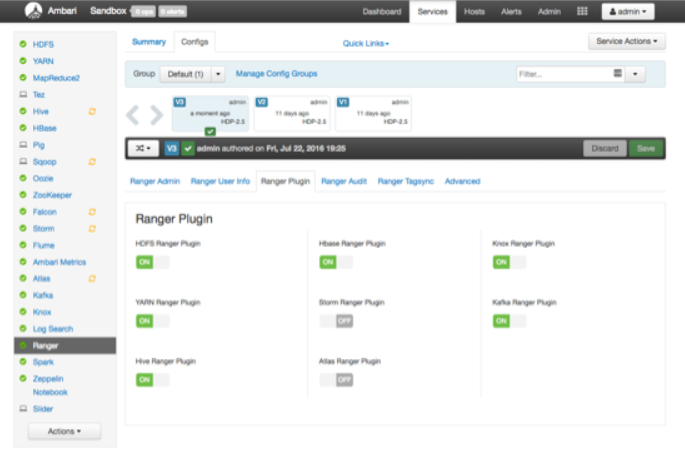 Ambari Sandbox 0 ops 0 alerts Dashboard Services Hosts Alerts Admin admin
HDFS
YARN
MapReduce2
Tez
Hive
HBase
Pig
Sqoop
Oozie
ZooKeeper
Falcon
Storm
Flume
Ambari Metrics
Atlas
Kafka
Knox
Log Search
Ranger
Spark
Zeppelin
Notebook
Slider
Actions
Summary Configs Quick Links Service Actions
Group Default (1) Manage Config Groups Filter...
V3 admin
a moment ago
HDP-2.5
V2 admin
11 days ago
HDP-2.5
V1 admin
11 days ago
HDP-2.5
V3 admin authored on Fri, Jul 22, 2016 19:25 Discard Save
Ranger Admin Ranger User Info Ranger Plugin Ranger Audit Ranger Tagsync Advanced
Ranger Plugin
HDFS Ranger Plugin Hbase Ranger Plugin Knox Ranger Plugin
ON ON ON
YARN Ranger Plugin Storm Ranger Plugin Kafka Ranger Plugin
ON OFF ON
Hive Ranger Plugin Atlas Ranger Plugin
ON OFF